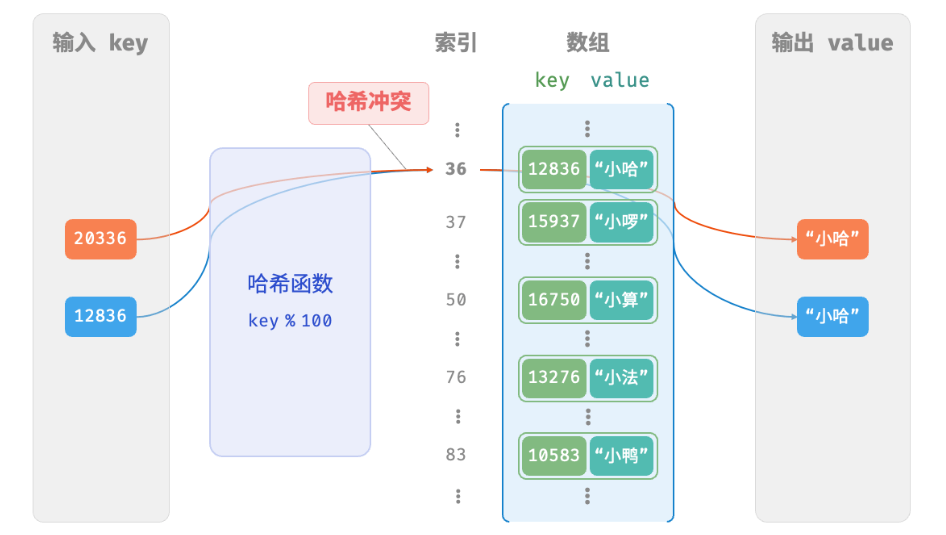 输入 key
索引
数组
输出 value
key value
哈希冲突
36
12836 “小哈”
37
15937 “小啰”
20336
“小哈”
哈希函数
key % 100
50
16750 “小算”
12836
“小哈”
76
13276 “小法”
83
10583 “小鸭”